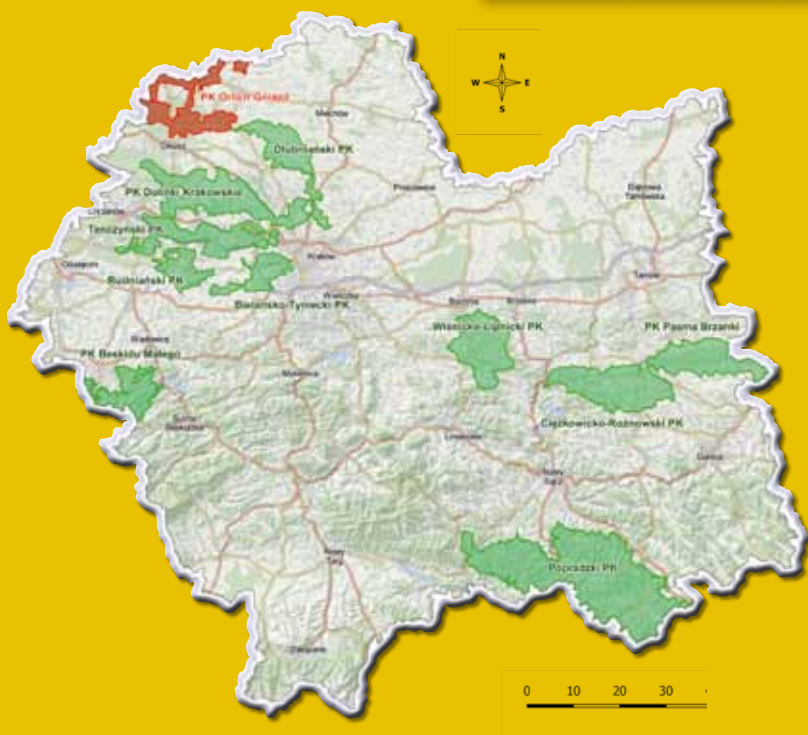 N
W E
S
PK Orlich Gniazd
Miechów
Olkusz
Dłubniański PK
PK Dolinki Krakowskie
Proszowice
Dąbrowa
Tarnowska
Chrzanów
Tenczyński PK
Kraków
Oświęcim
Rudniański PK
Tarnów
Wieliczka
Bielańsko-Tyniecki PK
Bochnia
Brzesko
Wiśnicko-Lipnicki PK
PK Pasma Brzanki
Wadowice
PK Beskidu Małego
Myślenice
Sucha
Beskidzka
Ciężkowicko-Rożnowski PK
Limanowa
Gorlice
Nowy
Sącz
Nowy
Targ
Popradzki PK
Zakopane
0 10 20 30